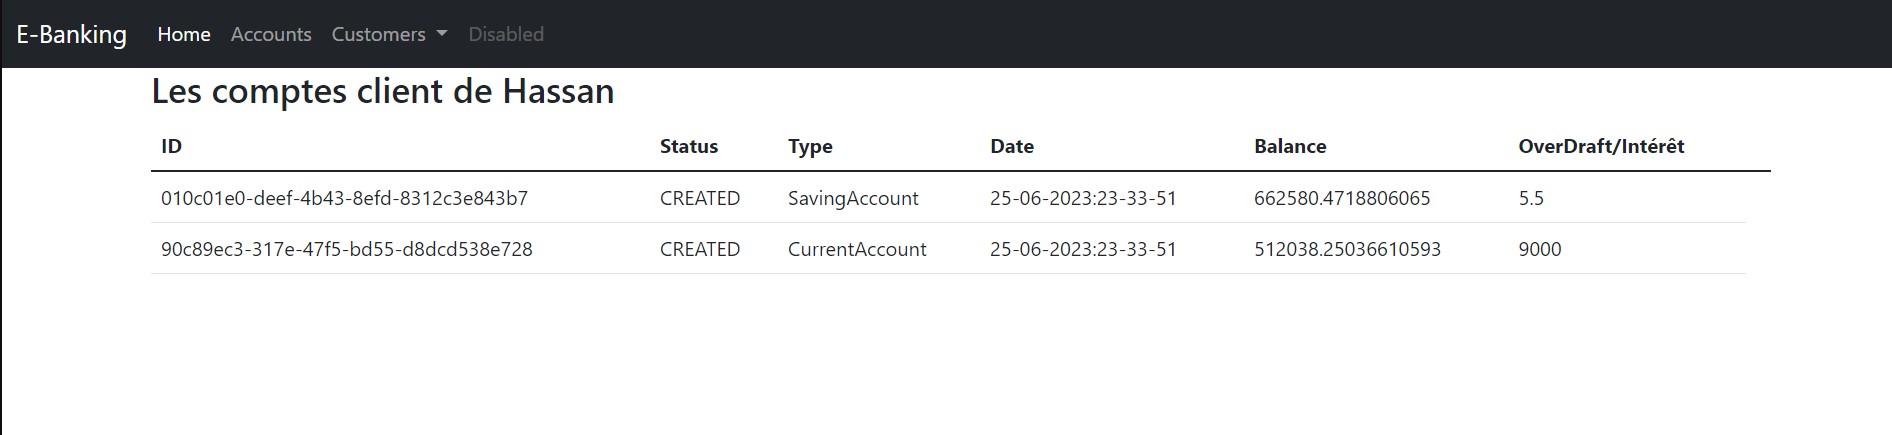 E-Banking Home Accounts Customers Disabled
Les comptes client de Hassan
ID Status Type Date Balance OverDraft/Intérêt
010c01e0-deef-4b43-8efd-8312c3e843b7 CREATED SavingAccount 25-06-2023:23-33-51 662580.4718806065 5.5
90c89ec3-317e-47f5-bd55-d8dcd538e728 CREATED CurrentAccount 25-06-2023:23-33-51 512038.25036610593 9000